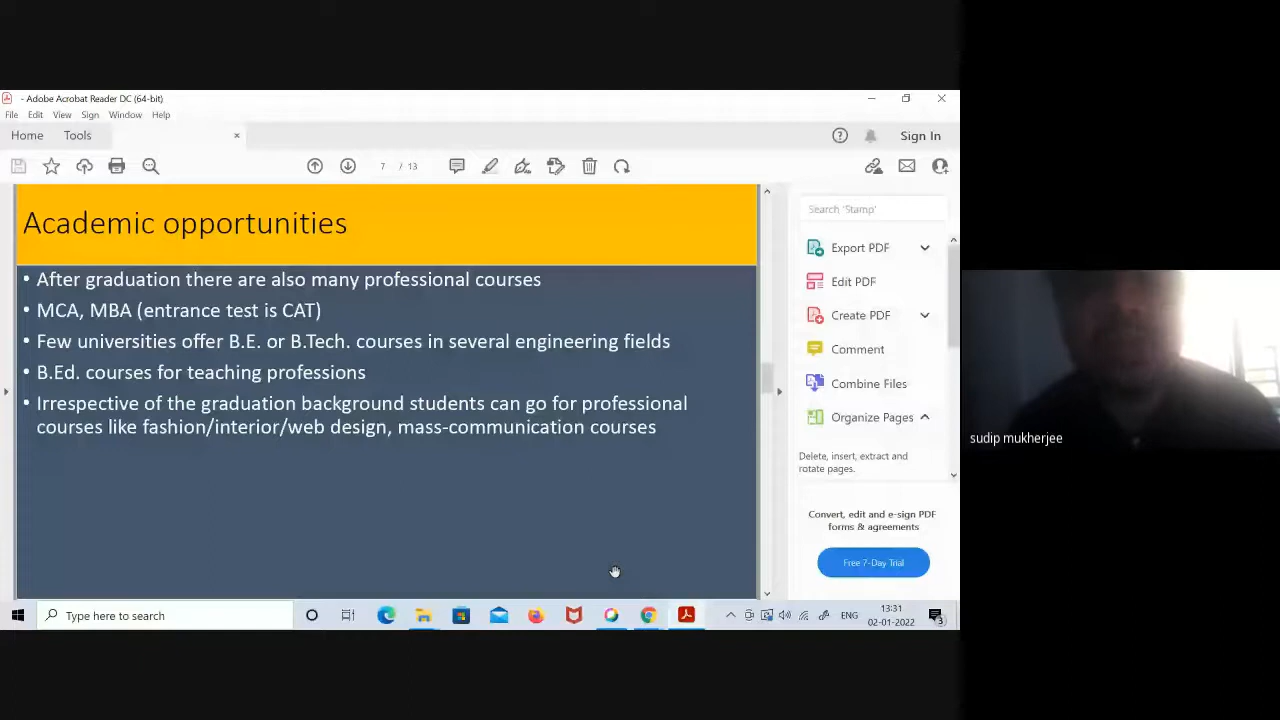 - Adobe Acrobat Reader DC (64-bit)
File Edit View Sign Window Help
Home Tools
Sign In
7 / 13
Academic opportunities
• After graduation there are also many professional courses
• MCA, MBA (entrance test is CAT)
• Few universities offer B.E. or B.Tech. courses in several engineering fields
• B.Ed. courses for teaching professions
• Irrespective of the graduation background students can go for professional
courses like fashion/interior/web design, mass-communication courses
Search 'Stamp'
Export PDF
Edit PDF
Create PDF
Comment
Combine Files
Organize Pages
Delete, insert, extract and
rotate pages.
Convert, edit and e-sign PDF
forms & agreements
Free 7-Day Trial
sudip mukherjee
Type here to search
ENG
13:31
02-01-2022
3